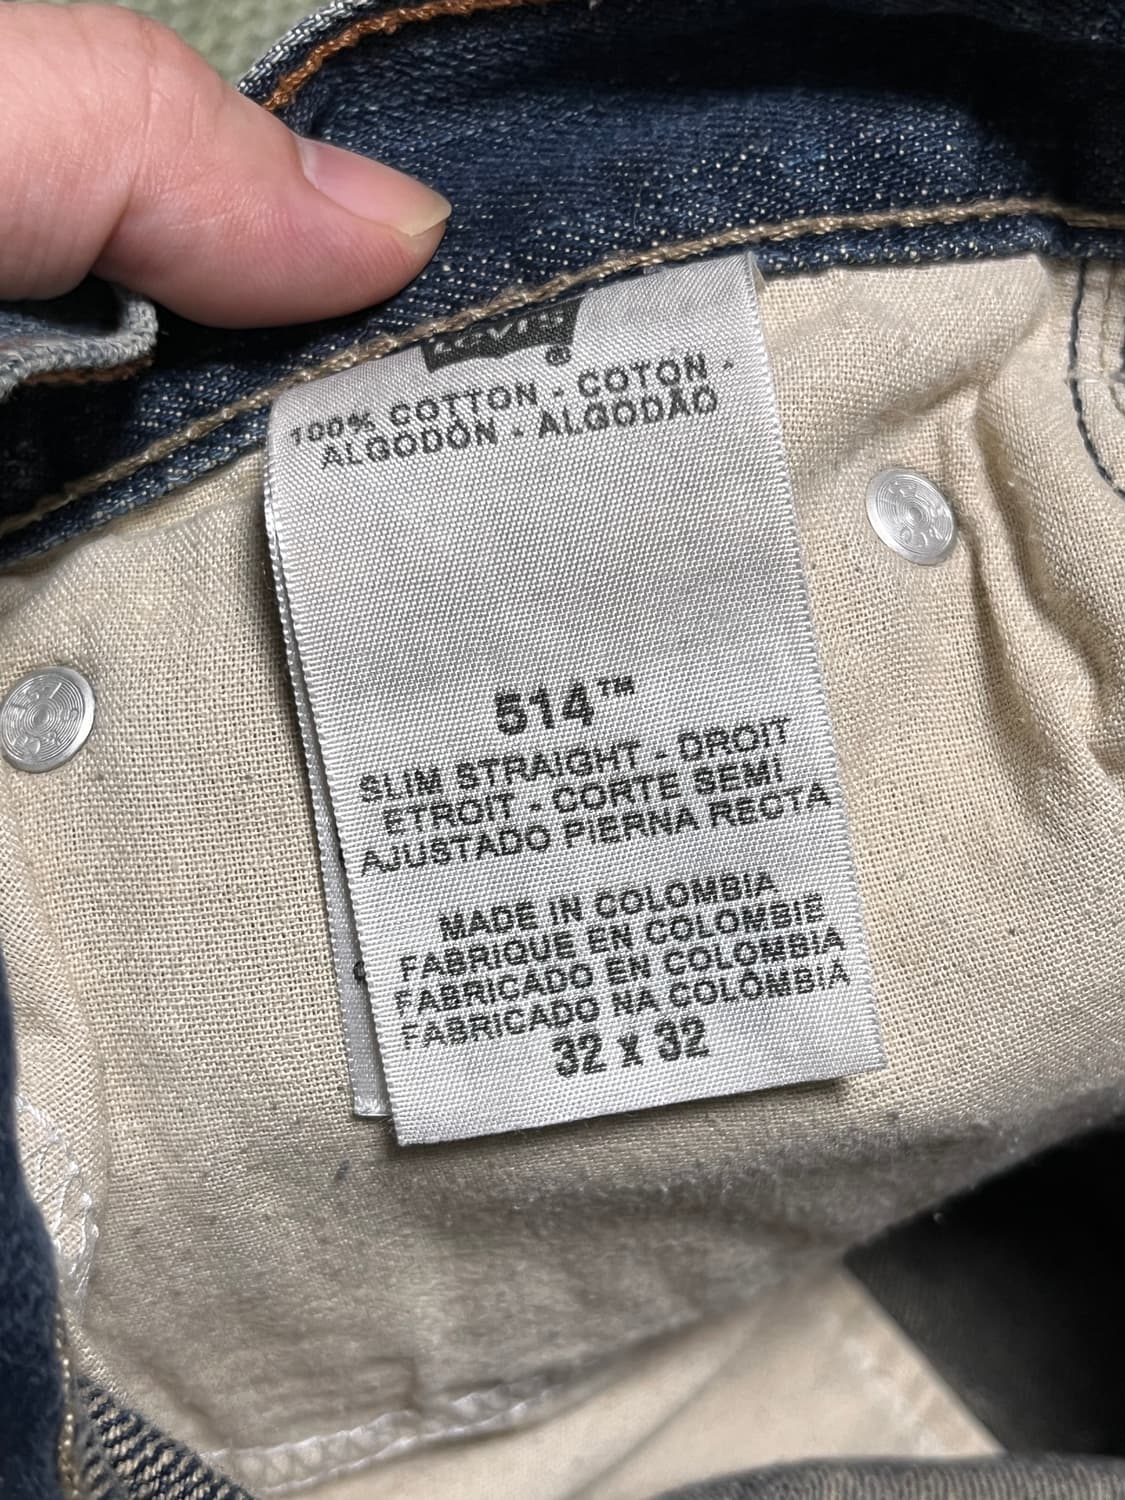 Levi's®
100% COTTON - COTON -
ALGODÓN - ALGODÃO
514™
SLIM STRAIGHT - DROIT
ETROIT - CORTE SEMI
AJUSTADO PIERNA RECTA
MADE IN COLOMBIA
FABRIQUE EN COLOMBIE
FABRICADO EN COLOMBIA
FABRICADO NA COLÔMBIA
32 x 32